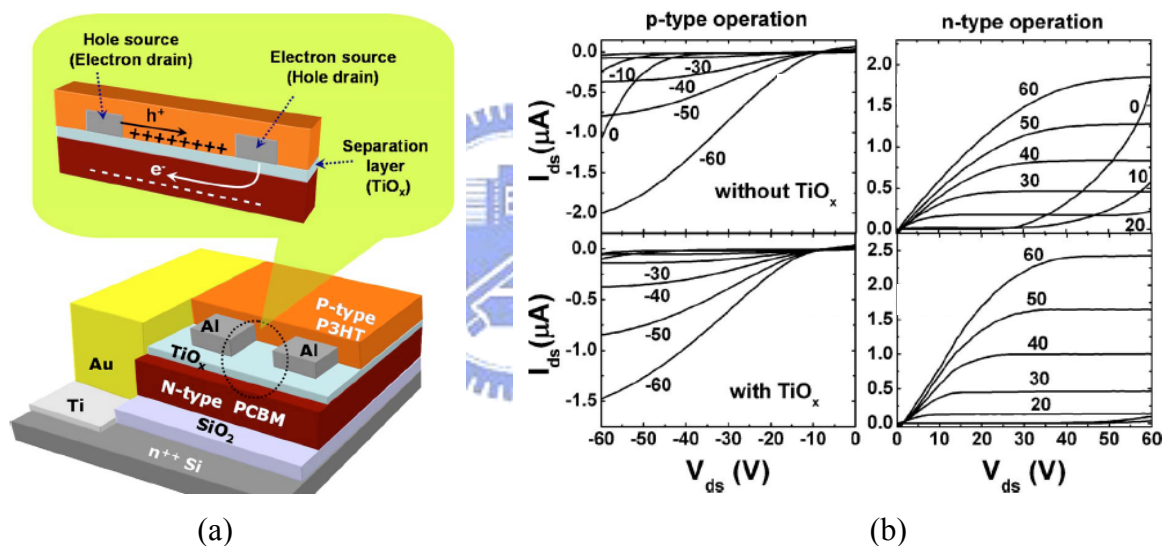 Hole source
(Electron drain)
Electron source
(Hole drain)
h⁺
+++++++++
e⁻
Separation
layer
(TiOₓ)
P-type
P3HT
Al
Al
TiOₓ
Au
N-type PCBM
Ti
SiO₂
n⁺⁺ Si
(a)
p-type operation
n-type operation
0.0
-0.5
-1.0
-1.5
-2.0
I_ds(μA)
-10
-30
-40
-50
0
-60
without TiOₓ
2.0
1.5
1.0
0.5
0.0
60
0
50
40
30
10
20
0.0
-0.5
-1.0
-1.5
I_ds(μA)
-30
-40
-50
-60
with TiOₓ
-60 -50 -40 -30 -20 -10 0
V_ds (V)
2.5
2.0
1.5
1.0
0.5
0.0
60
50
40
30
20
0 10 20 30 40 50 60
V_ds (V)
(b)